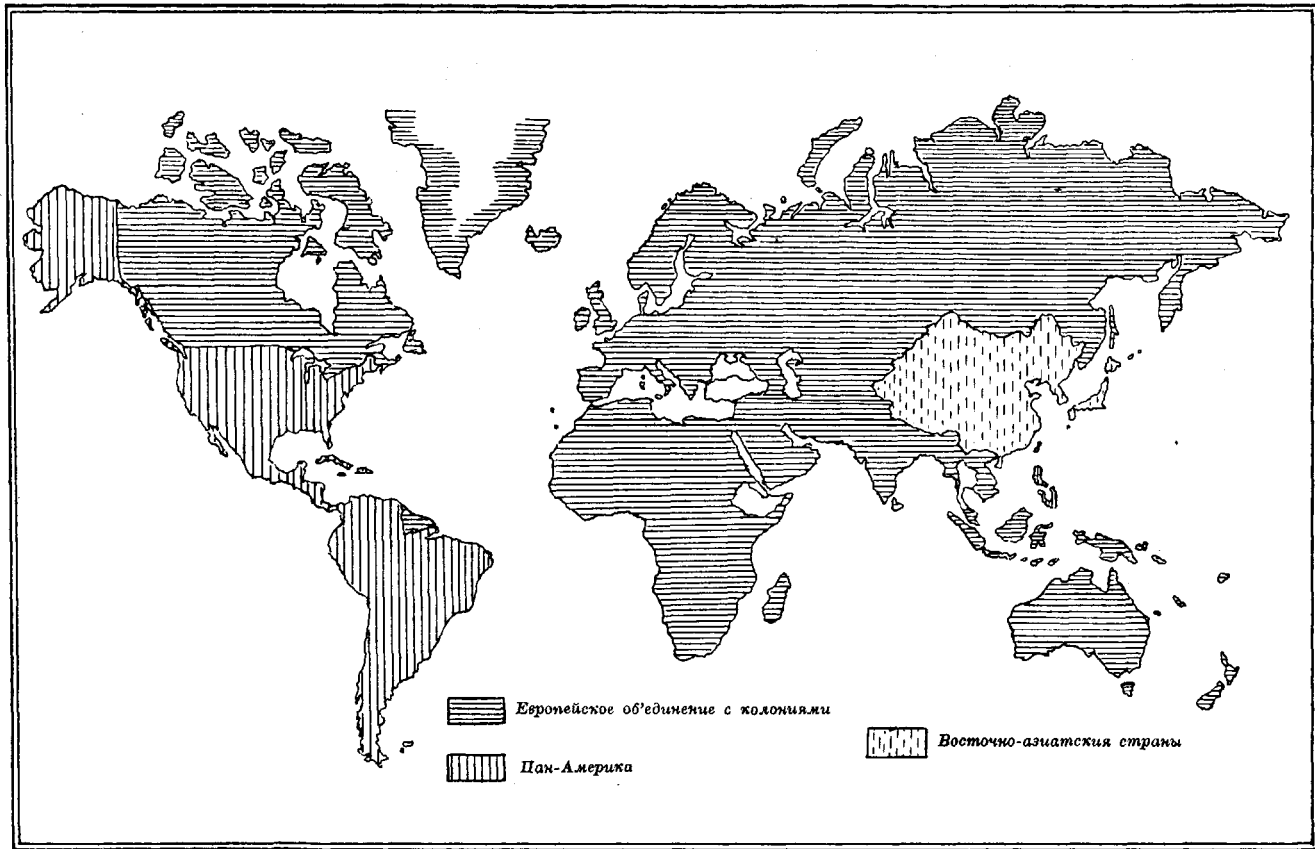 Европейское об'единение с колониями
Пан-Америка
Восточно-азиатския страны